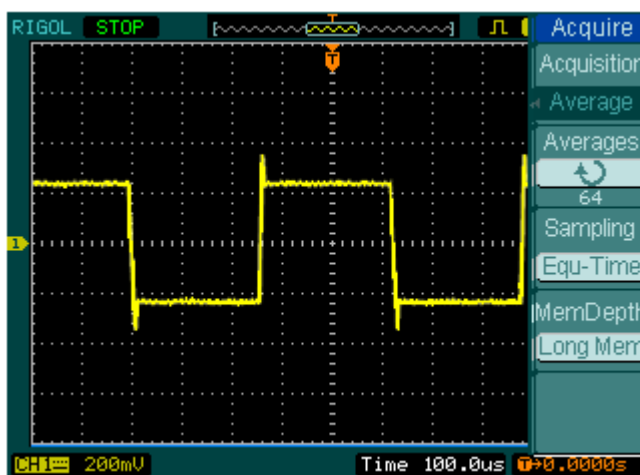 RIGOL STOP
T
T
1
Acquire
Acquisition
Average
Averages
64
Sampling
Equ-Time
MemDepth
Long Mem
CH1 200mV Time 100.0us T→0.0000s